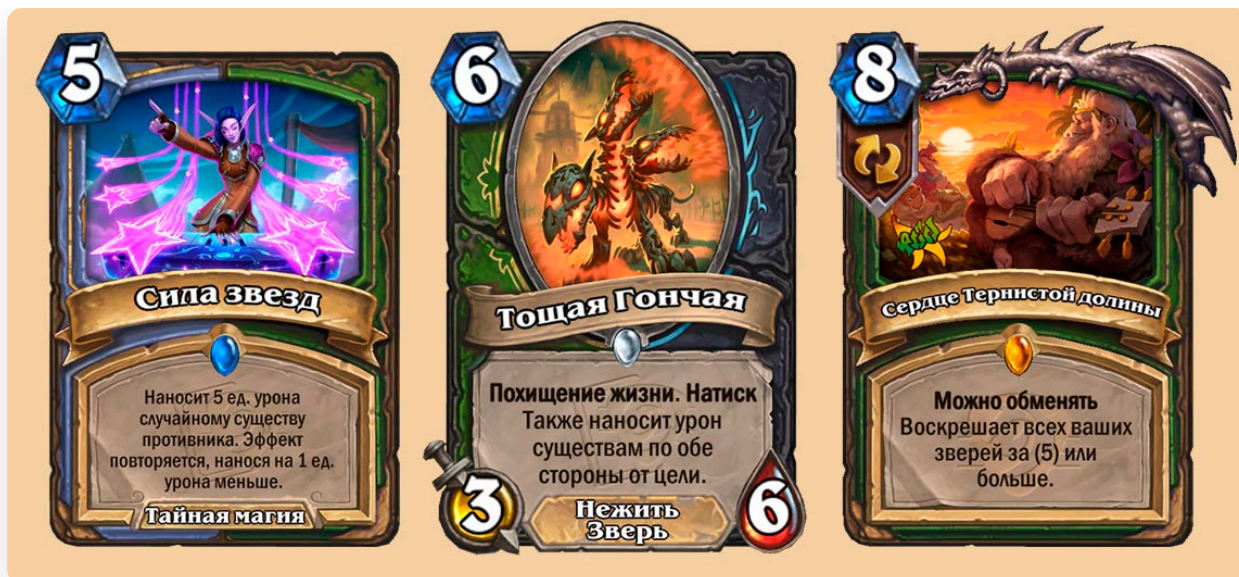 5
Сила звезд
Наносит 5 ед. урона
случайному существу
противника. Эффект
повторяется, нанося на 1 ед.
урона меньше.
Тайная магия
6
Тощая Гончая
Похищение жизни. Натиск
Также наносит урон
существам по обе
стороны от цели.
3
Нежить
Зверь
6
8
Сердце Тернистой долины
Можно обменять
Воскрешает всех ваших
зверей за (5) или
больше.